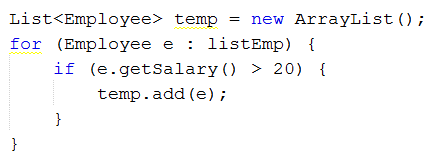 List<Employee> temp = new ArrayList();
for (Employee e : listEmp) {
    if (e.getSalary() > 20) {
        temp.add(e);
    }
}